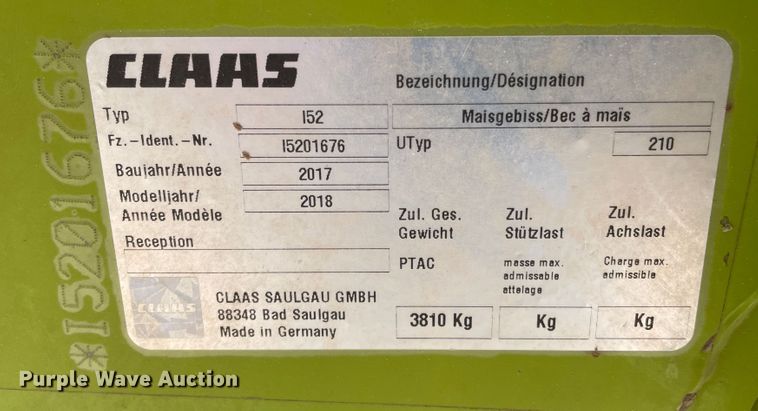 *I5201676*
CLAAS
Bezeichnung/Désignation
Typ I52 Maisgebiss/Bec à maïs
Fz.-Ident.-Nr. I5201676 UTyp 210
Baujahr/Année 2017
Modelljahr/
Année Modèle 2018
Zul. Ges.
Gewicht
Zul.
Stützlast
Zul.
Achslast
Reception
PTAC
masse max.
admissable
attelage
Charge max.
admissible
CLAAS
CLAAS SAULGAU GMBH
88348 Bad Saulgau
Made in Germany
3810 Kg Kg Kg
Purple Wave Auction